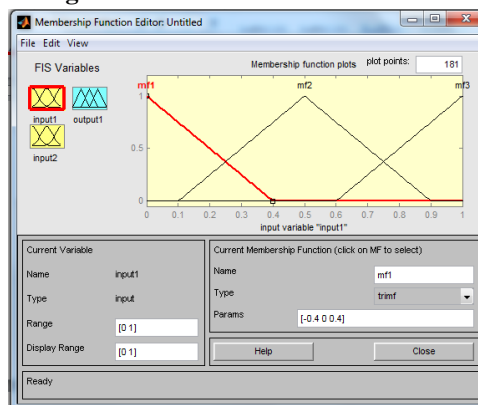 Membership Function Editor: Untitled
File Edit View
FIS Variables
Membership function plots plot points: 181
mf1 mf2 mf3
1
0.5
0
input1 output1
input2
0 0.1 0.2 0.3 0.4 0.5 0.6 0.7 0.8 0.9 1
input variable "input1"
Current Variable
Name input1
Type input
Range [0 1]
Display Range [0 1]
Current Membership Function (click on MF to select)
Name mf1
Type trimf
Params [-0.4 0 0.4]
Help Close
Ready